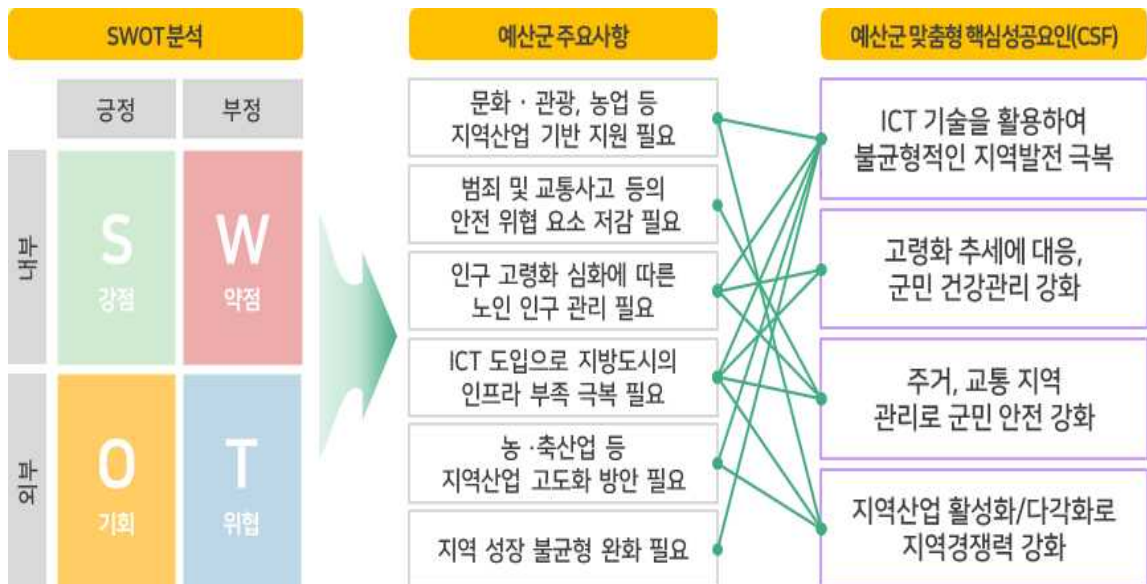 SWOT 분석
긍정
부정
내부
외부
S
강점
W
약점
O
기회
T
위협
예산군 주요사항
문화 · 관광, 농업 등
지역산업 기반 지원 필요
범죄 및 교통사고 등의
안전 위협 요소 저감 필요
인구 고령화 심화에 따른
노인 인구 관리 필요
ICT 도입으로 지방도시의
인프라 부족 극복 필요
농 ·축산업 등
지역산업 고도화 방안 필요
지역 성장 불균형 완화 필요
예산군 맞춤형 핵심성공요인(CSF)
ICT 기술을 활용하여
불균형적인 지역발전 극복
고령화 추세에 대응,
군민 건강관리 강화
주거, 교통 지역
관리로 군민 안전 강화
지역산업 활성화/다각화로
지역경쟁력 강화